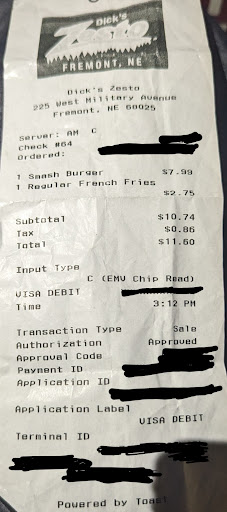 Dick's
Zesto
FREMONT, NE
Dick's Zesto
225 West Military Avenue
Fremont, NE 68025
Server: AM C
Check #64
Ordered:
1 Smash Burger $7.99
1 Regular French Fries
$2.75
Subtotal $10.74
Tax $0.86
Total $11.60
Input Type
C (EMV Chip Read)
VISA DEBIT
Time 3:12 PM
Transaction Type Sale
Authorization Approved
Approval Code
Payment ID
Application ID
Application Label
VISA DEBIT
Terminal ID
Powered by Toast